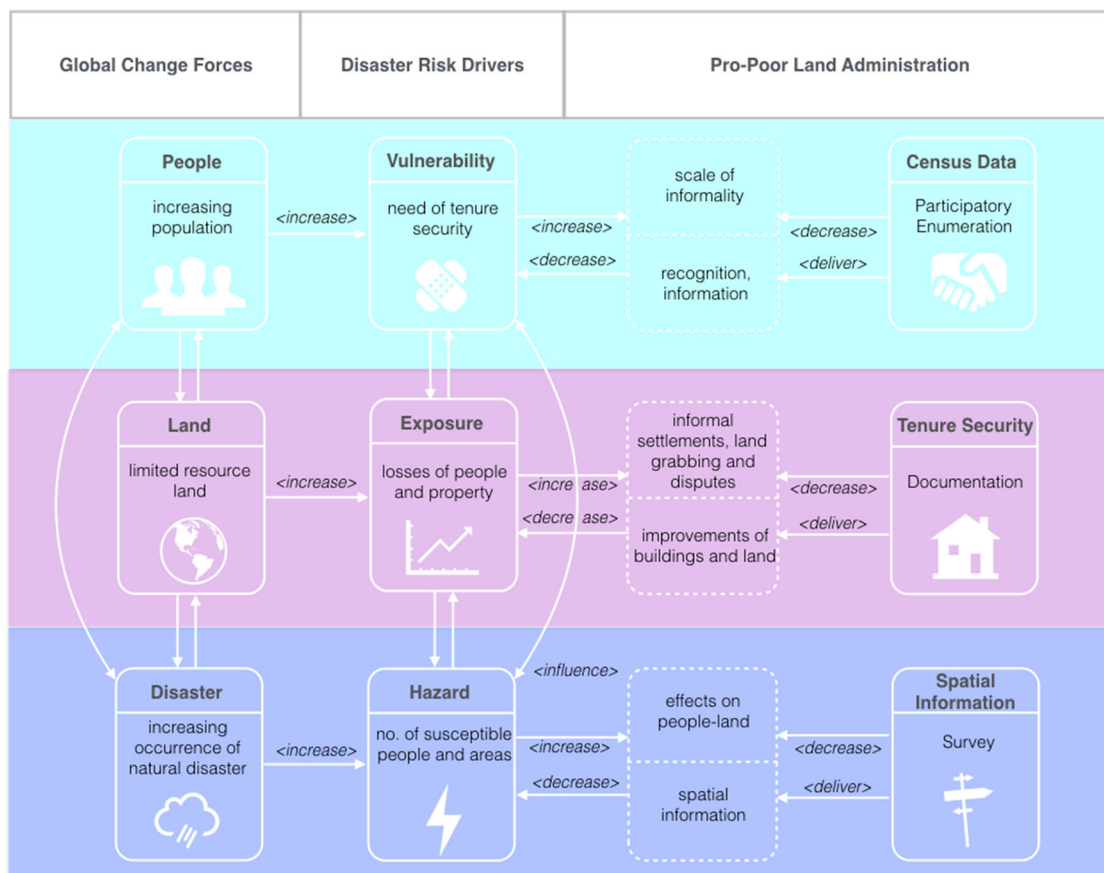 Global Change Forces
Disaster Risk Drivers
Pro-Poor Land Administration
People
increasing
population
<increase>
Vulnerability
need of tenure
security
<increase>
<decrease>
scale of
informality
recognition,
information
<decrease>
<deliver>
Census Data
Participatory
Enumeration
Land
limited resource
land
<increase>
Exposure
losses of people
and property
<incre ase>
<decre ase>
informal
settlements, land
grabbing and
disputes
improvements of
buildings and land
<decrease>
<deliver>
Tenure Security
Documentation
Disaster
increasing
occurrence of
natural disaster
<increase>
Hazard
no. of susceptible
people and areas
<influence>
<increase>
<decrease>
effects on
people-land
spatial
information
<decrease>
<deliver>
Spatial
Information
Survey